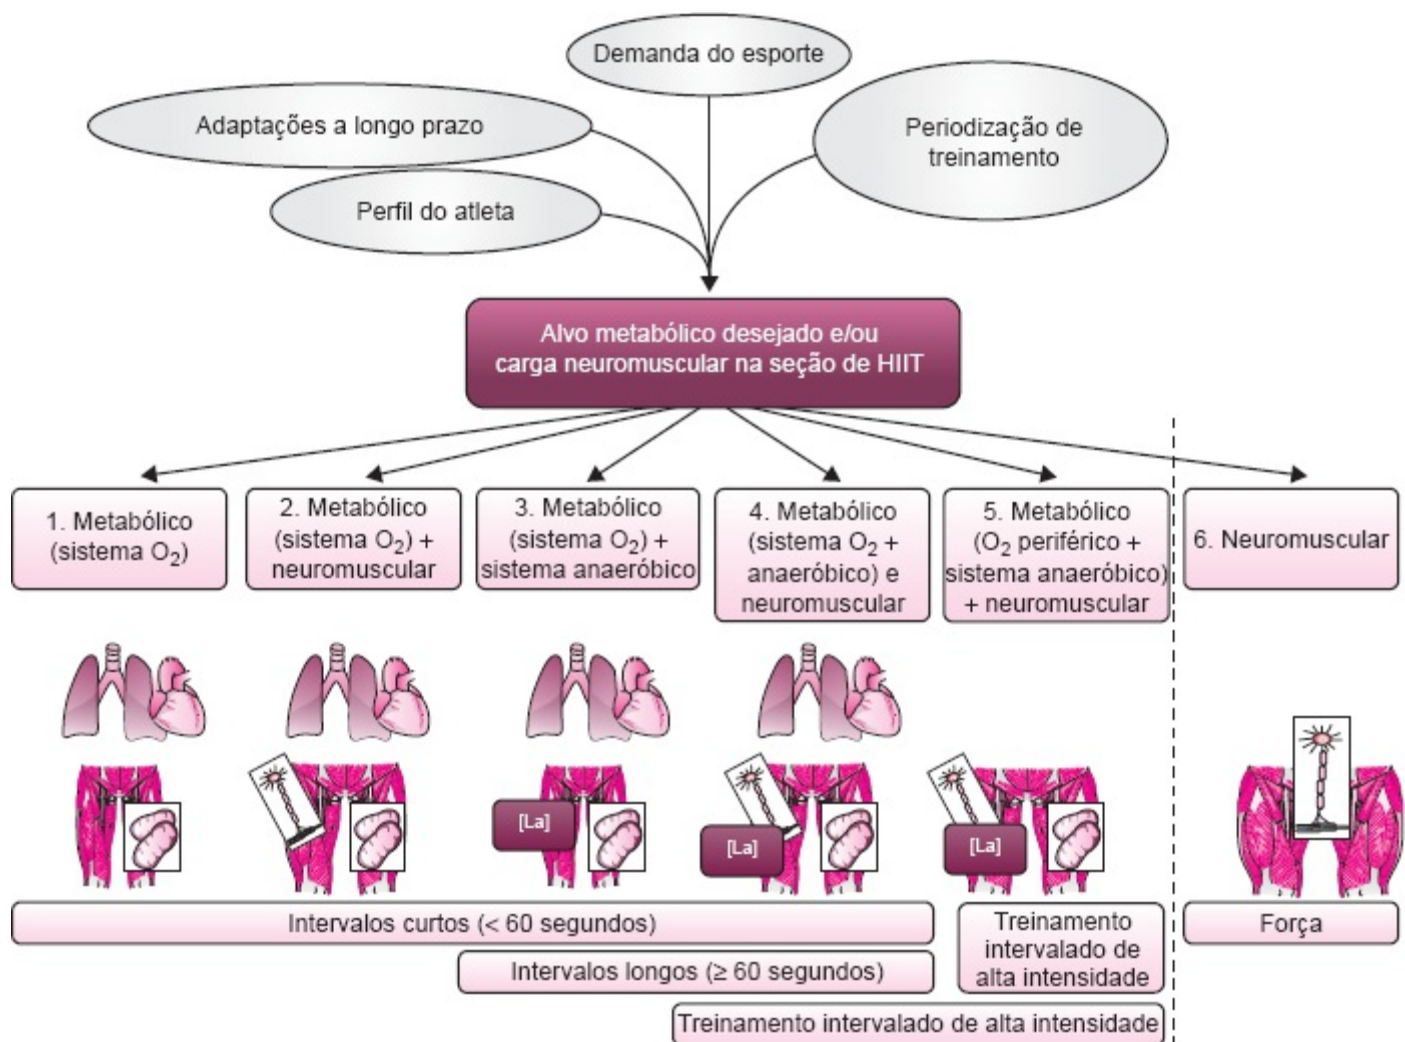 Demanda do esporte
Adaptações a longo prazo
Periodização de
treinamento
Perfil do atleta
Alvo metabólico desejado e/ou
carga neuromuscular na seção de HIIT
1. Metabólico
(sistema O₂)
2. Metabólico
(sistema O₂) +
neuromuscular
3. Metabólico
(sistema O₂) +
sistema anaeróbico
4. Metabólico
(sistema O₂ +
anaeróbico) e
neuromuscular
5. Metabólico
(O₂ periférico +
sistema anaeróbico)
+ neuromuscular
6. Neuromuscular
[La]
[La]
[La]
Intervalos curtos (< 60 segundos)
Treinamento
intervalado de
alta intensidade
Força
Intervalos longos (≥ 60 segundos)
Treinamento intervalado de alta intensidade